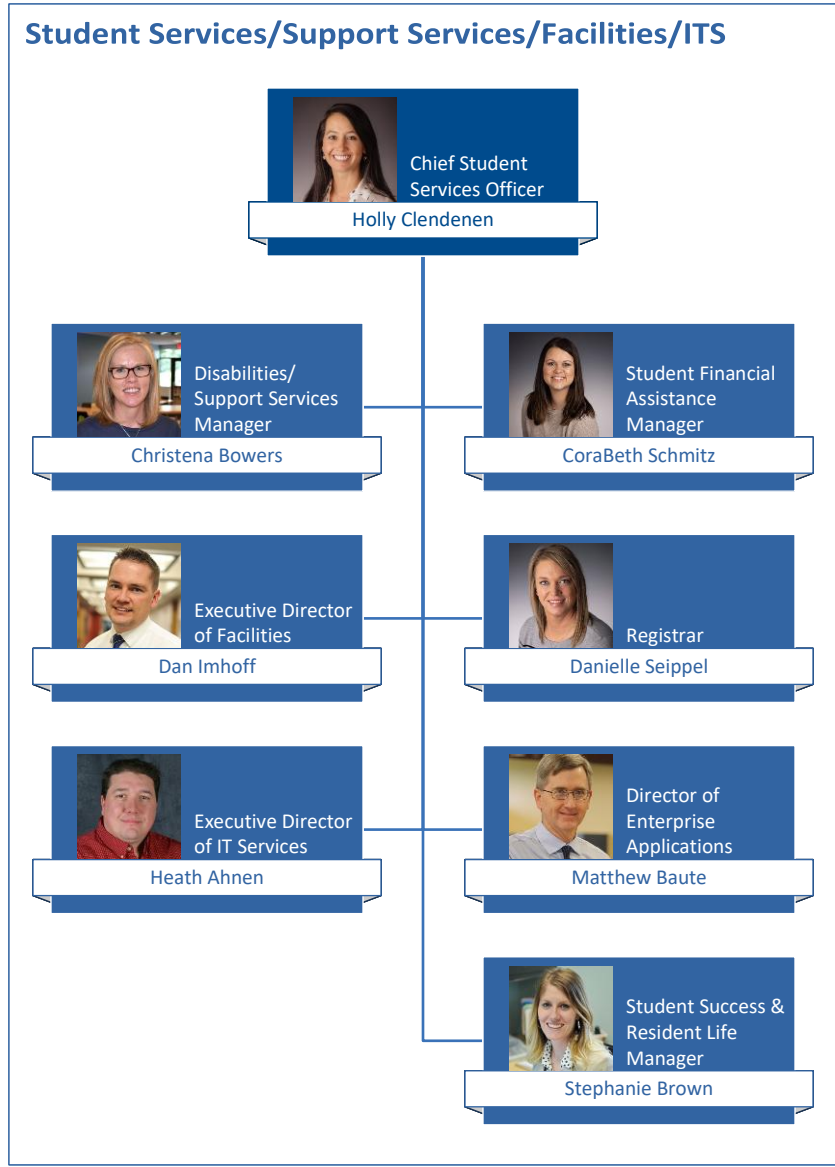 Student Services/Support Services/Facilities/ITS
Chief Student
Services Officer
Holly Clendenen
Disabilities/
Support Services
Manager
Christena Bowers
Student Financial
Assistance
Manager
CoraBeth Schmitz
Executive Director
of Facilities
Dan Imhoff
Registrar
Danielle Seippel
Executive Director
of IT Services
Heath Ahnen
Director of
Enterprise
Applications
Matthew Baute
Student Success &
Resident Life
Manager
Stephanie Brown